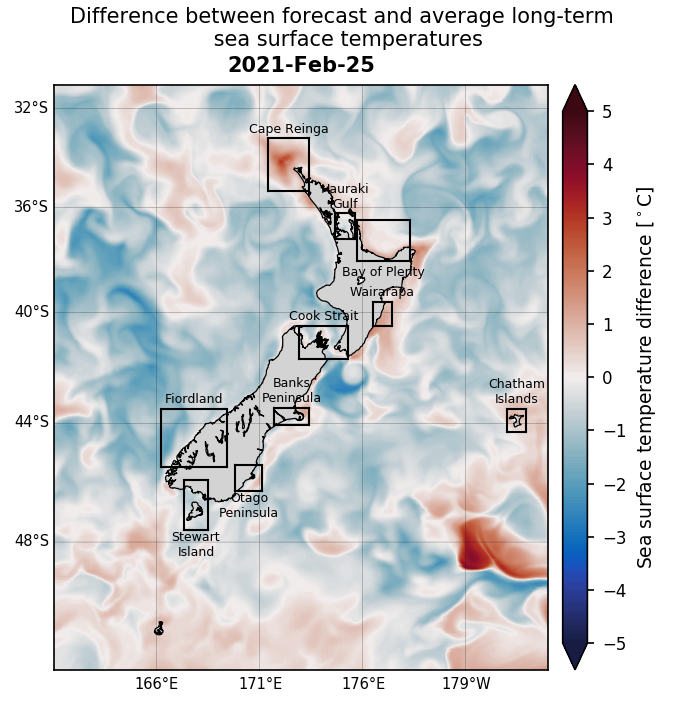 Difference between forecast and average long-term
sea surface temperatures
2021-Feb-25
32°S
36°S
40°S
44°S
48°S
166°E
171°E
176°E
179°W
Cape Reinga
Hauraki
Gulf
Bay of Plenty
Wairarapa
Cook Strait
Banks
Peninsula
Chatham
Islands
Fiordland
Otago
Peninsula
Stewart
Island
5
4
3
2
1
0
−1
−2
−3
−4
−5
Sea surface temperature difference [°C]